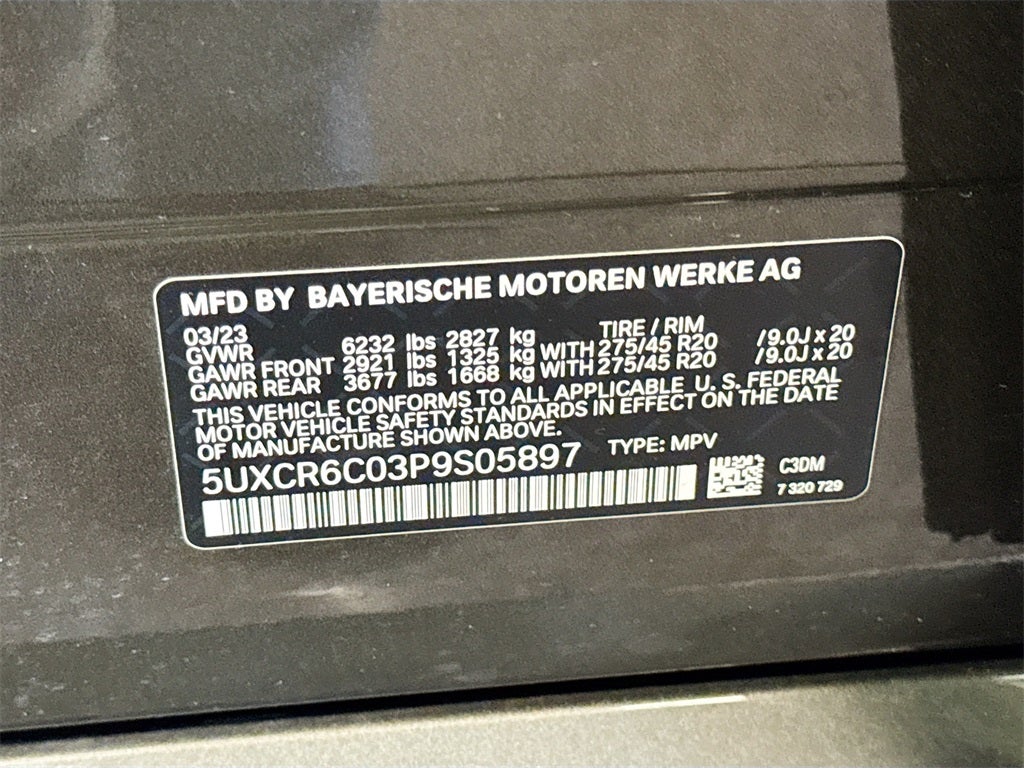 MFD BY BAYERISCHE MOTOREN WERKE AG
03/23 TIRE / RIM
GVWR 6232 lbs 2827 kg
GAWR FRONT 2921 lbs 1325 kg WITH 275/45 R20 / 9.0J x 20
GAWR REAR 3677 lbs 1668 kg WITH 275/45 R20 / 9.0J x 20
THIS VEHICLE CONFORMS TO ALL APPLICABLE U. S. FEDERAL
MOTOR VEHICLE SAFETY STANDARDS IN EFFECT ON THE DATE
OF MANUFACTURE SHOWN ABOVE.
5UXCR6C03P9S05897 TYPE: MPV
C3DM
7 320 729